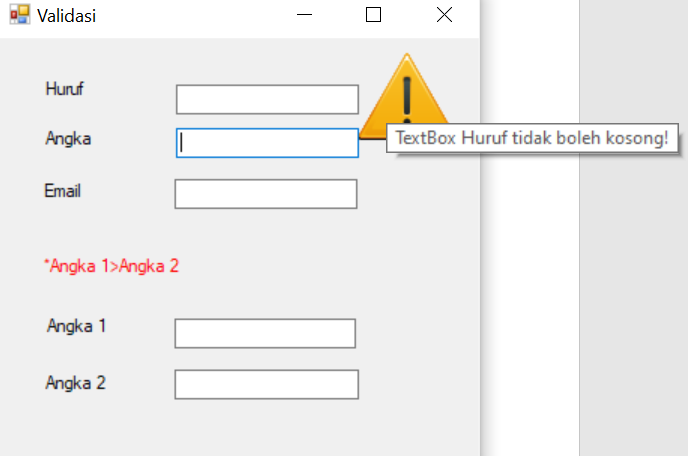 Validasi
Huruf
Angka
TextBox Huruf tidak boleh kosong!
Email
*Angka 1>Angka 2
Angka 1
Angka 2